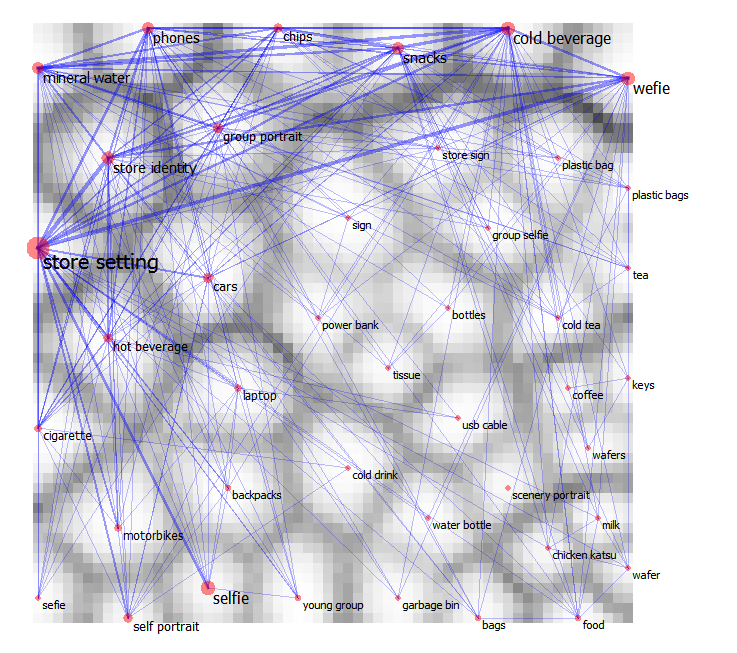 phones
chips
cold beverage
snacks
mineral water
wefie
group portrait
store sign
store identity
plastic bag
plastic bags
sign
group selfie
store setting
cars
tea
power bank
bottles
cold tea
hot beverage
tissue
laptop
coffee
keys
usb cable
cigarette
wafers
cold drink
backpacks
scenery portrait
motorbikes
water bottle
milk
chicken katsu
wafer
sefie
selfie
young group
garbage bin
self portrait
bags
food